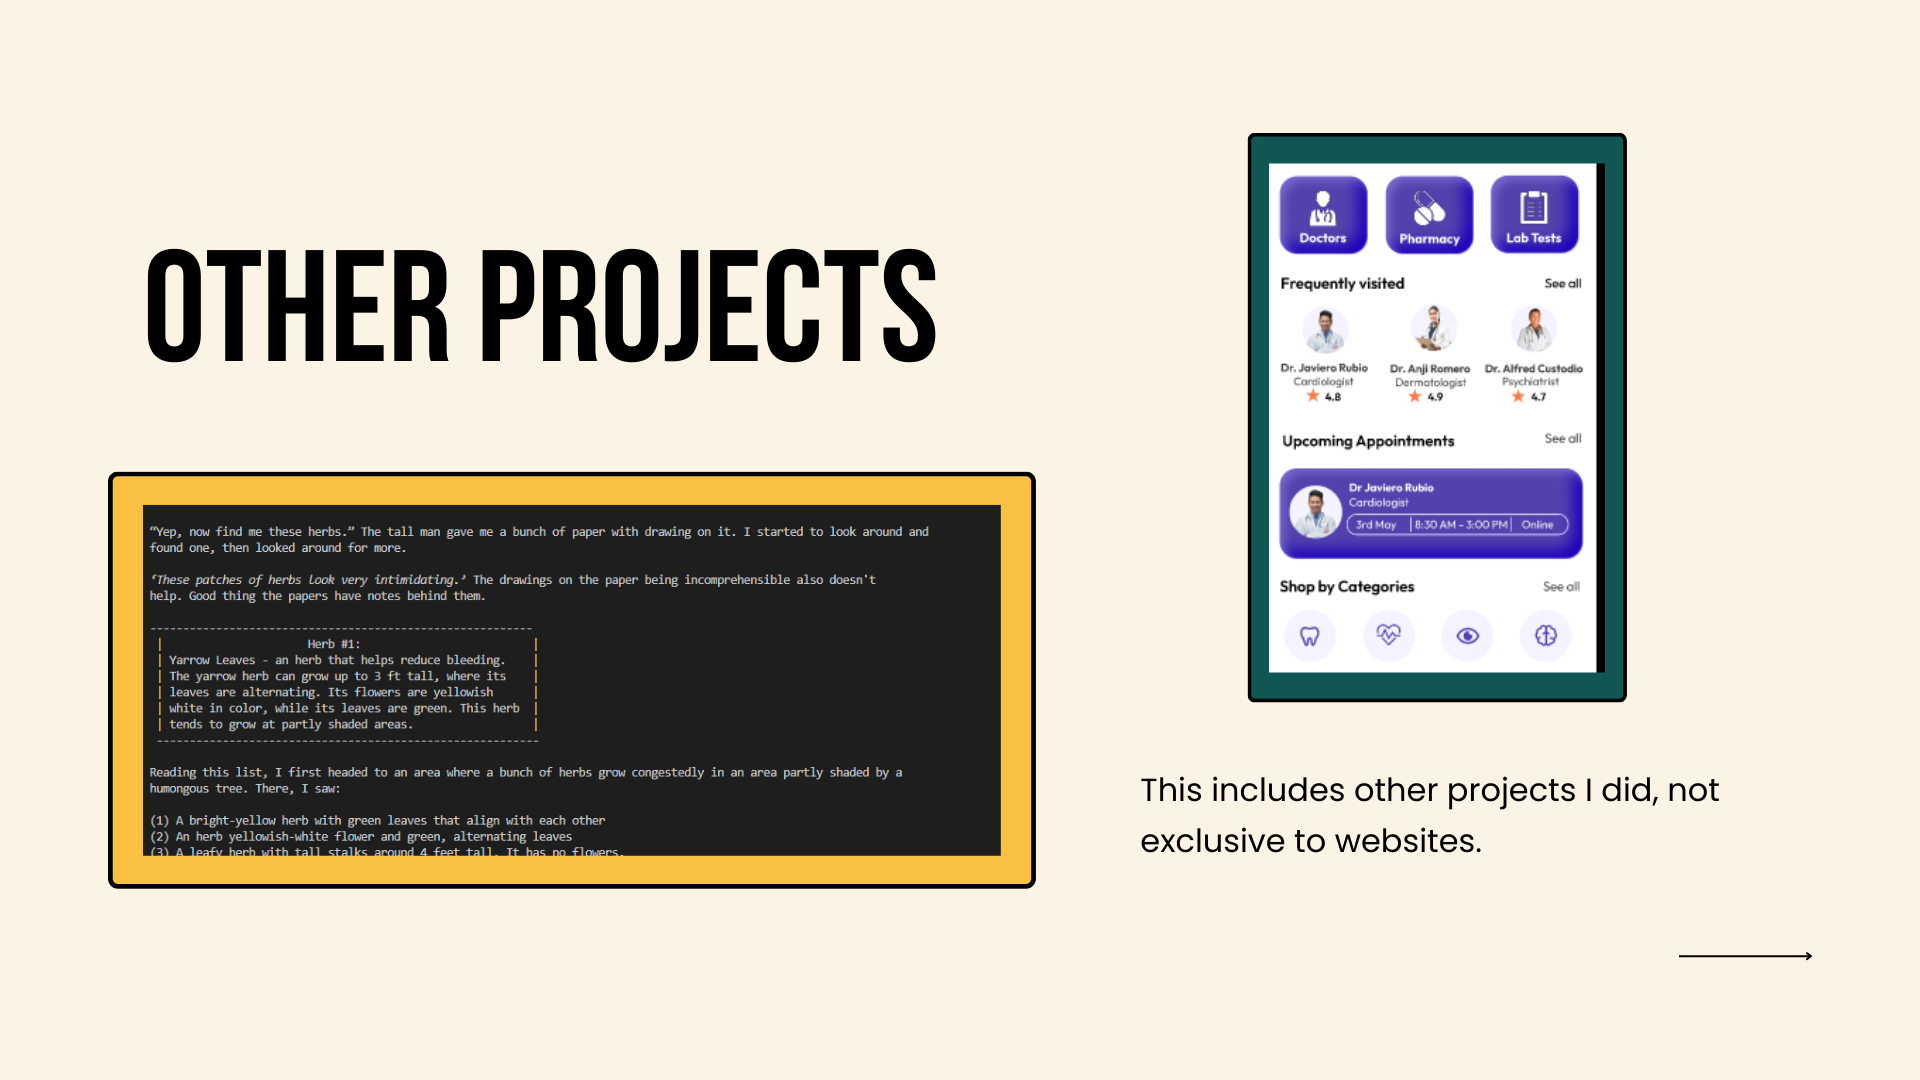 OTHER PROJECTS
“Yep, now find me these herbs.” The tall man gave me a bunch of paper with drawing on it. I started to look around and
found one, then looked around for more.
‘These patches of herbs look very intimidating.’ The drawings on the paper being incomprehensible also doesn't
help. Good thing the papers have notes behind them.
----------------------------------------------------------
| Herb #1: |
| Yarrow Leaves - an herb that helps reduce bleeding. |
| The yarrow herb can grow up to 3 ft tall, where its |
| leaves are alternating. Its flowers are yellowish |
| white in color, while its leaves are green. This herb |
| tends to grow at partly shaded areas. |
----------------------------------------------------------
Reading this list, I first headed to an area where a bunch of herbs grow congestedly in an area partly shaded by a
humongous tree. There, I saw:
(1) A bright-yellow herb with green leaves that align with each other
(2) An herb yellowish-white flower and green, alternating leaves
(3) A leafy herb with tall stalks around 4 feet tall. It has no flowers.
Doctors Pharmacy Lab Tests
Frequently visited See all
Dr. Javiero Rubio Dr. Anji Romero Dr. Alfred Custodio
Cardiologist Dermatologist Psychiatrist
4.8 4.9 4.7
Upcoming Appointments See all
Dr Javiero Rubio
Cardiologist
3rd May | 8:30 AM - 3:00 PM | Online
Shop by Categories See all
This includes other projects I did, not
exclusive to websites.